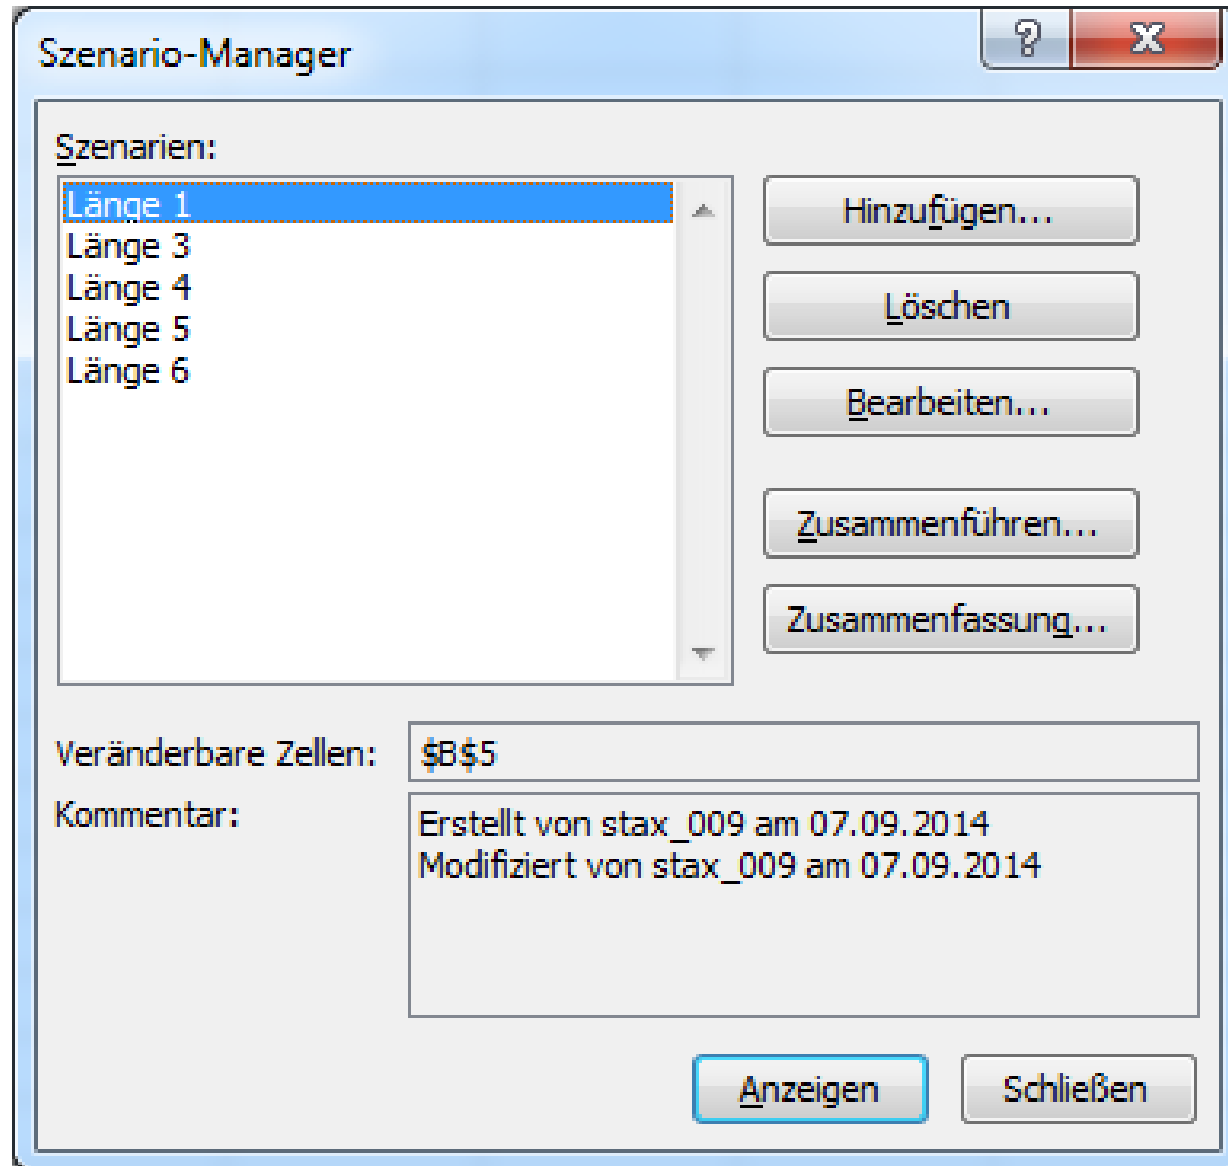 Szenario-Manager
Szenarien:
Länge 1
Länge 3
Länge 4
Länge 5
Länge 6
Hinzufügen...
Löschen
Bearbeiten...
Zusammenführen...
Zusammenfassung...
Veränderbare Zellen: $B$5
Kommentar:
Erstellt von stax_009 am 07.09.2014
Modifiziert von stax_009 am 07.09.2014
Anzeigen
Schließen